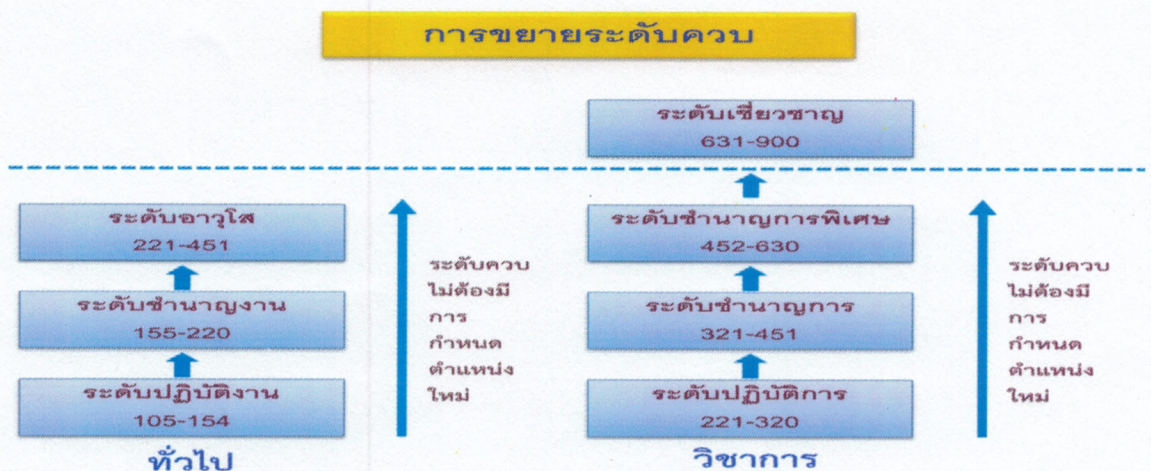 การขยายระดับควบ
ระดับเชี่ยวชาญ
631-900
ระดับอาวุโส
221-451
ระดับชำนาญงาน
155-220
ระดับปฏิบัติงาน
105-154
ทั่วไป
ระดับควบ
ไม่ต้องมี
การ
กำหนด
ตำแหน่ง
ใหม่
ระดับชำนาญการพิเศษ
452-630
ระดับชำนาญการ
321-451
ระดับปฏิบัติการ
221-320
วิชาการ
ระดับควบ
ไม่ต้องมี
การ
กำหนด
ตำแหน่ง
ใหม่